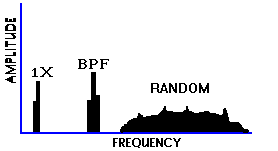 AMPLITUDE
1X
BPF
RANDOM
FREQUENCY